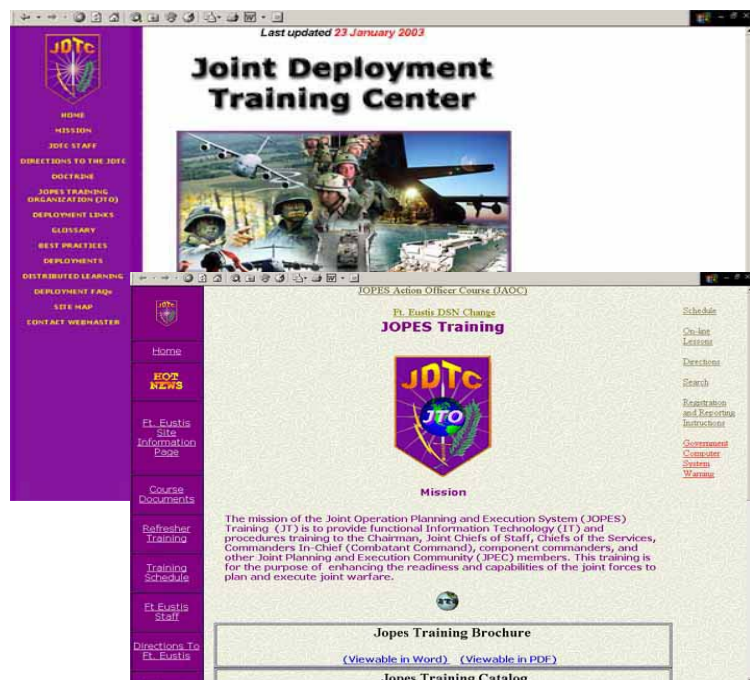 Last updated 23 January 2003
JDTC
Joint Deployment
Training Center
HOME
MISSION
JDTC STAFF
DIRECTIONS TO THE JDTC
DOCTRINE
JOPES TRAINING
ORGANIZATION (JTO)
DEPLOYMENT LINKS
GLOSSARY
BEST PRACTICES
DEPLOYMENTS
DISTRIBUTED LEARNING
DEPLOYMENT FAQs
SITE MAP
CONTACT WEBMASTER
JOPES Action Officer Course (JAOC)
Ft. Eustis DSN Change
JOPES Training
JDTC
JTO
Mission
The mission of the Joint Operation Planning and Execution System (JOPES)
Training (JT) is to provide functional Information Technology (IT) and
procedures training to the Chairman, Joint Chiefs of Staff, Chiefs of the Services,
Commanders In-Chief (Combatant Command), component commanders, and
other Joint Planning and Execution Community (JPEC) members. This training is
for the purpose of enhancing the readiness and capabilities of the joint forces to
plan and execute joint warfare.
JTO
Jopes Training Brochure
(Viewable in Word) (Viewable in PDF)
Jopes Training Catalog
Home
HOT
NEWS
Ft. Eustis
Site
Information
Page
Course
Documents
Refresher
Training
Training
Schedule
Ft Eustis
Staff
Directions To
Ft. Eustis
Schedule
On-line
Lessons
Directions
Search
Registration
and Reporting
Instructions
Government
Computer
System
Warning